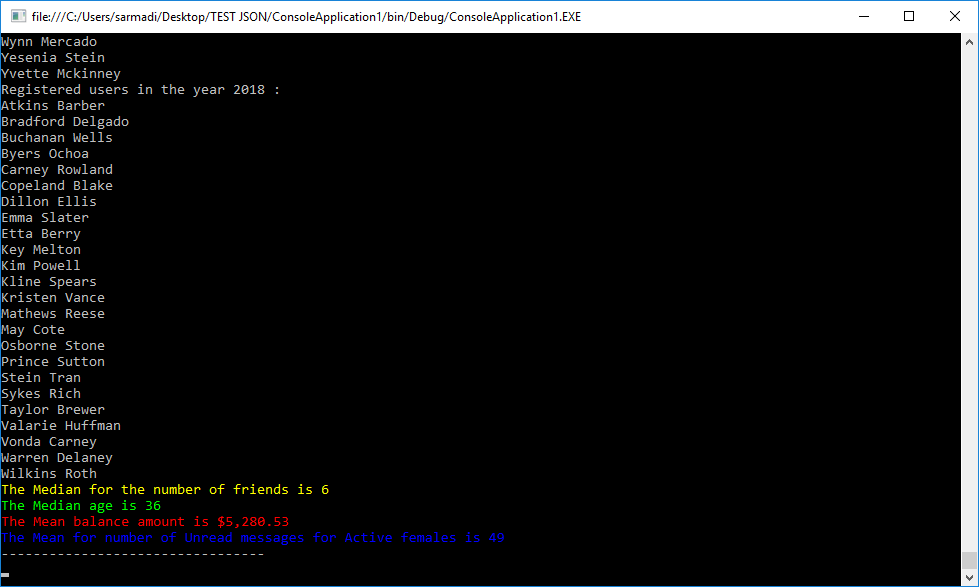 file:///C:/Users/sarmadi/Desktop/TEST JSON/ConsoleApplication1/bin/Debug/ConsoleApplication1.EXE
Wynn Mercado
Yesenia Stein
Yvette Mckinney
Registered users in the year 2018 :
Atkins Barber
Bradford Delgado
Buchanan Wells
Byers Ochoa
Carney Rowland
Copeland Blake
Dillon Ellis
Emma Slater
Etta Berry
Key Melton
Kim Powell
Kline Spears
Kristen Vance
Mathews Reese
May Cote
Osborne Stone
Prince Sutton
Stein Tran
Sykes Rich
Taylor Brewer
Valarie Huffman
Vonda Carney
Warren Delaney
Wilkins Roth
The Median for the number of friends is 6
The Median age is 36
The Mean balance amount is $5,280.53
The Mean for number of Unread messages for Active females is 49
---------------------------------